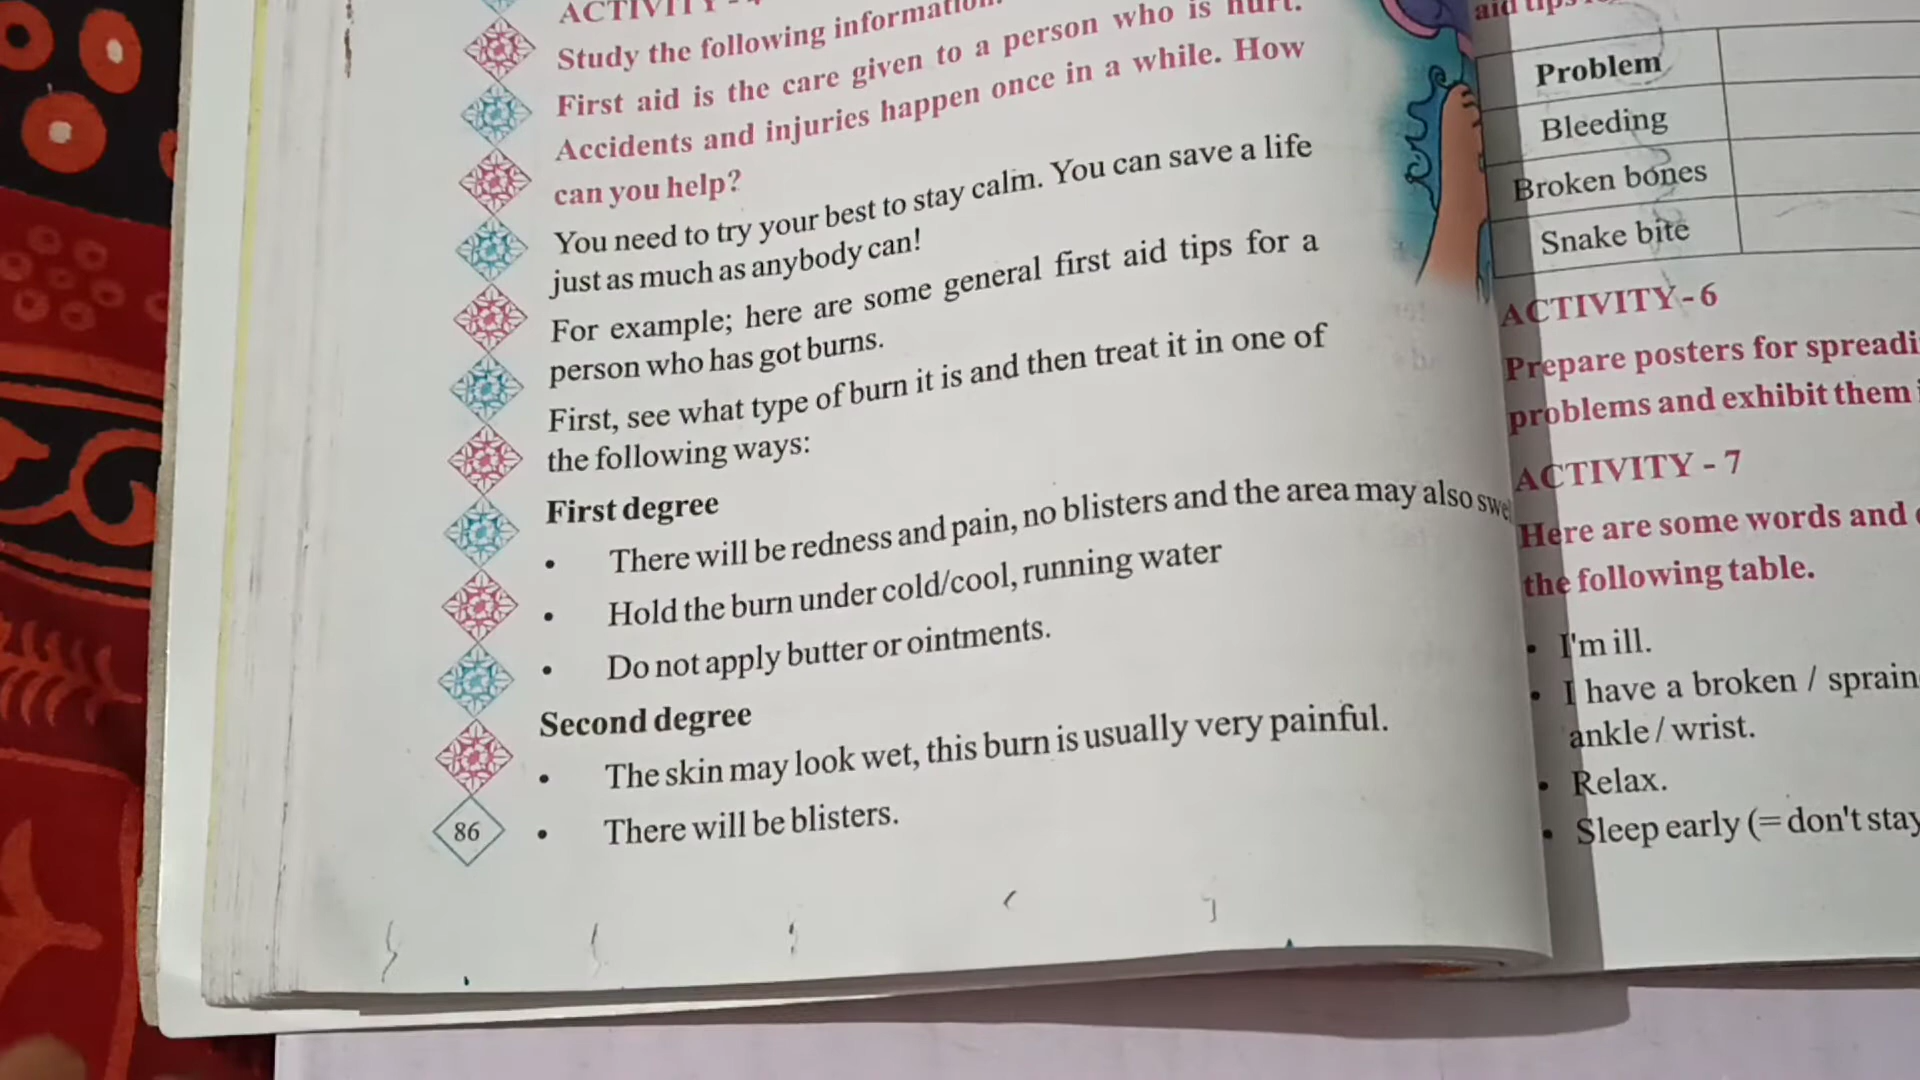 ACTIVITY - 4
Study the following information.
First aid is the care given to a person who is hurt.
Accidents and injuries happen once in a while. How
can you help?
You need to try your best to stay calm. You can save a life
just as much as anybody can!
For example; here are some general first aid tips for a
person who has got burns.
First, see what type of burn it is and then treat it in one of
the following ways:
First degree
• There will be redness and pain, no blisters and the area may also swe
• Hold the burn under cold/cool, running water
• Do not apply butter or ointments.
Second degree
• The skin may look wet, this burn is usually very painful.
• There will be blisters.
86
aid tips
Problem
Bleeding
Broken bones
Snake bite
ACTIVITY - 6
Prepare posters for spreadi
problems and exhibit them
ACTIVITY - 7
Here are some words and
the following table.
• I'm ill.
• I have a broken / sprain
ankle / wrist.
• Relax.
• Sleep early (= don't stay